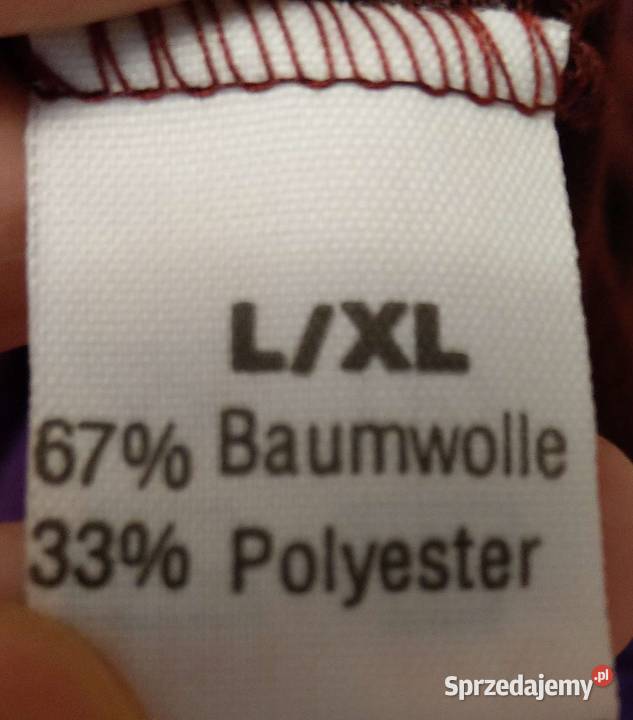 L/XL
67% Baumwolle
33% Polyester
Sprzedajemy.pl